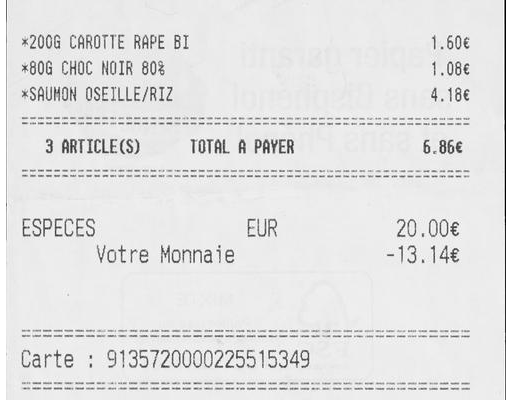 *200G CAROTTE RAPE BI 1.60€
*80G CHOC NOIR 80% 1.08€
*SAUMON OSEILLE/RIZ 4.18€
3 ARTICLE(S) TOTAL A PAYER 6.86€
ESPECES EUR 20.00€
Votre Monnaie -13.14€
Carte : 9135720000225515349